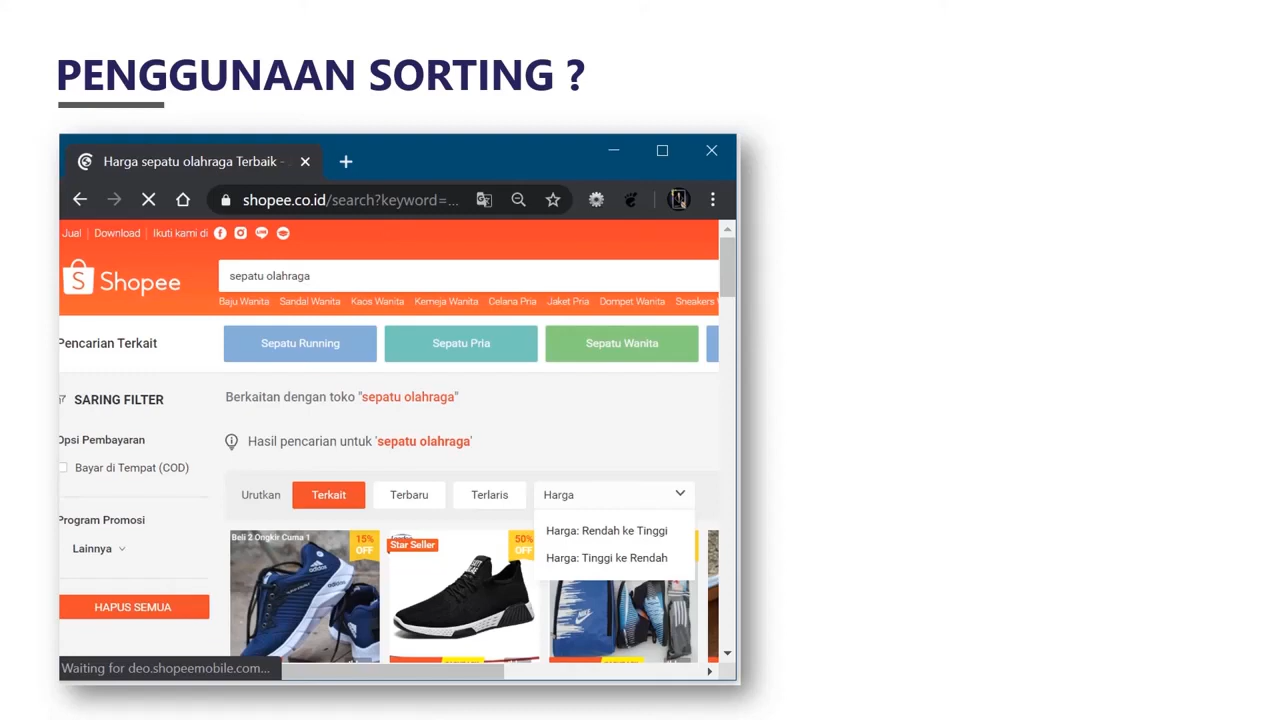 PENGGUNAAN SORTING ?
Harga sepatu olahraga Terbaik -
shopee.co.id/search?keyword=...
Jual | Download | Ikuti kami di
Shopee
sepatu olahraga
Baju Wanita Sandal Wanita Kaos Wanita Kemeja Wanita Celana Pria Jaket Pria Dompet Wanita Sneakers
Pencarian Terkait
Sepatu Running
Sepatu Pria
Sepatu Wanita
SARING FILTER
Opsi Pembayaran
Bayar di Tempat (COD)
Program Promosi
Lainnya
HAPUS SEMUA
Berkaitan dengan toko "sepatu olahraga"
Hasil pencarian untuk 'sepatu olahraga'
Urutkan Terkait Terbaru Terlaris Harga
Harga: Rendah ke Tinggi
Harga: Tinggi ke Rendah
Beli 2 Ongkir Cuma 1
15% OFF
adidas
Star Seller
50% OFF
Waiting for deo.shopeemobile.com...